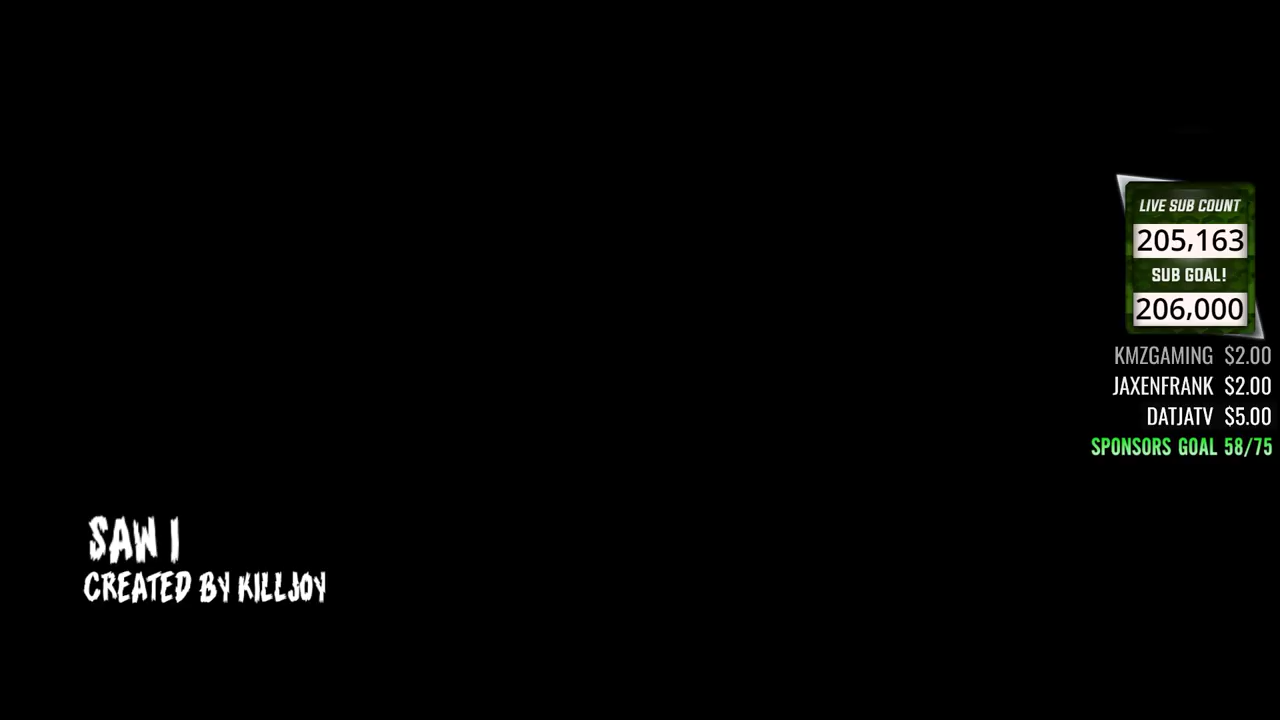 LIVE SUB COUNT
205,163
SUB GOAL!
206,000
KMZGAMING $2.00
JAXENFRANK $2.00
DATJATV $5.00
SPONSORS GOAL 58/75
SAW I
CREATED BY KILLJOY